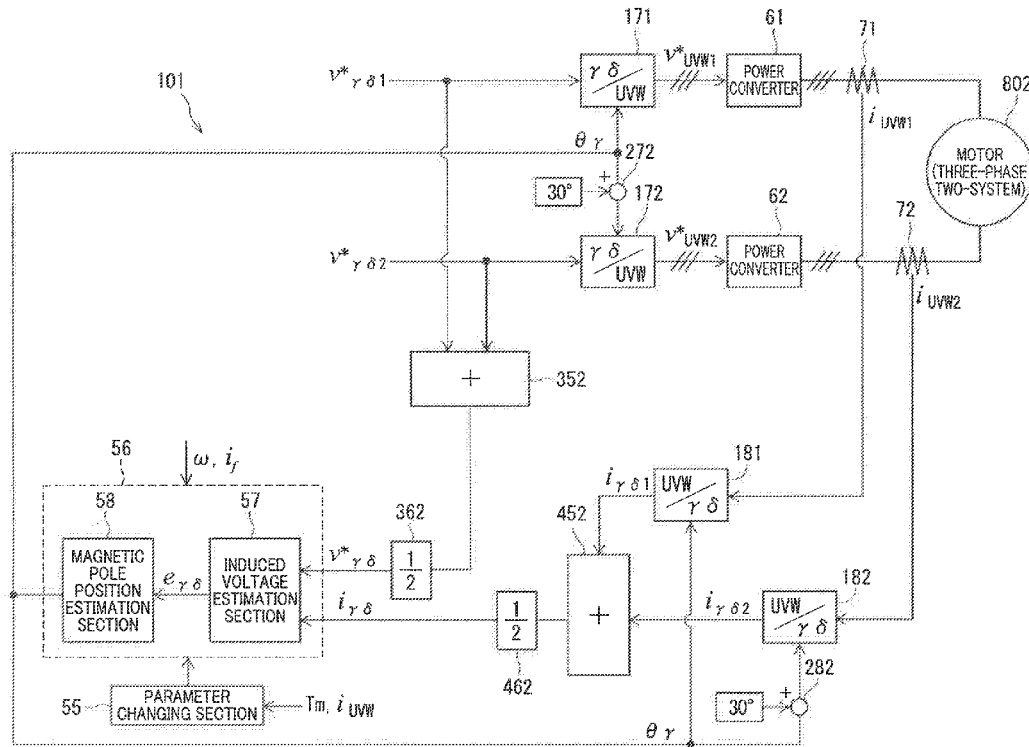 101
171
61
71
802
v*γδ1
γδ/UVW
v*UVW1
POWER
CONVERTER
iUVW1
MOTOR
(THREE-PHASE
TWO-SYSTEM)
θγ
272
+
30°
172
62
72
v*γδ2
γδ/UVW
v*UVW2
POWER
CONVERTER
iUVW2
+
352
56
ω, if
58
57
MAGNETIC
POLE
POSITION
ESTIMATION
SECTION
eγδ
INDUCED
VOLTAGE
ESTIMATION
SECTION
v*γδ
362
1/2
iγδ
1/2
462
452
+
iγδ1
UVW/γδ
181
iγδ2
UVW/γδ
182
30°
+
282
55
PARAMETER
CHANGING SECTION
Tm, iUVW
θγ